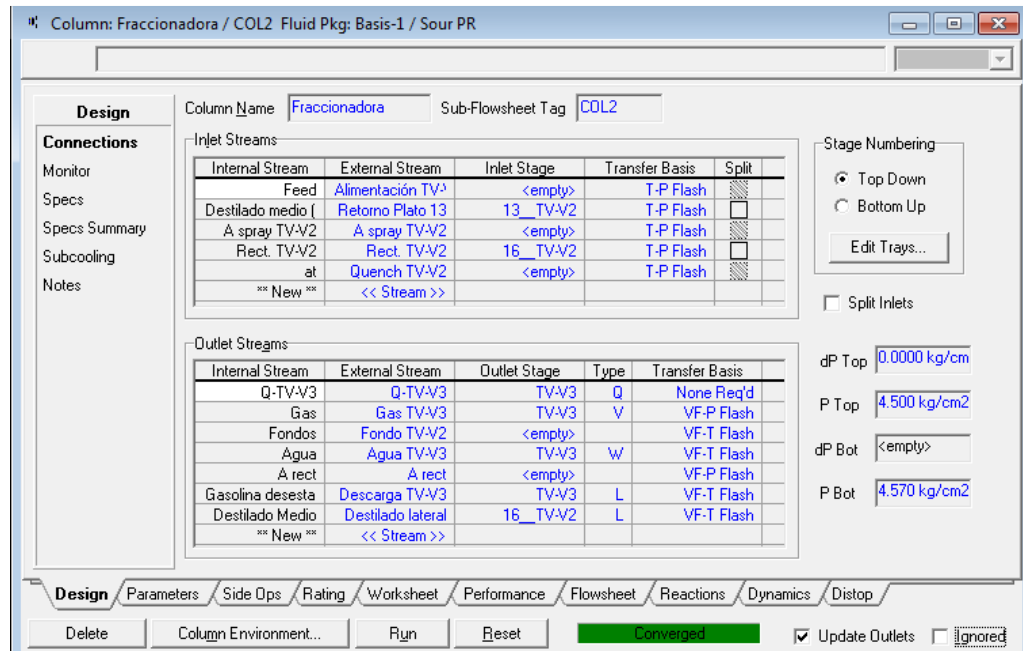 Column: Fraccionadora / COL2 Fluid Pkg: Basis-1 / Sour PR
Design
Connections
Monitor
Specs
Specs Summary
Subcooling
Notes
Column Name Fraccionadora Sub-Flowsheet Tag COL2
Inlet Streams
Internal Stream External Stream Inlet Stage Transfer Basis Split
Feed Alimentación TV-V <empty> T-P Flash
Destilado medio ( Retorno Plato 13 13__TV-V2 T-P Flash
A spray TV-V2 A spray TV-V2 <empty> T-P Flash
Rect. TV-V2 Rect. TV-V2 16__TV-V2 T-P Flash
at Quench TV-V2 <empty> T-P Flash
** New ** << Stream >>
Outlet Streams
Internal Stream External Stream Outlet Stage Type Transfer Basis
Q-TV-V3 Q-TV-V3 TV-V3 Q None Req'd
Gas Gas TV-V3 TV-V3 V VF-P Flash
Fondos Fondo TV-V2 <empty> VF-T Flash
Agua Agua TV-V3 TV-V3 W VF-T Flash
A rect A rect <empty> VF-P Flash
Gasolina desesta Descarga TV-V3 TV-V3 L VF-T Flash
Destilado Medio Destilado lateral 16__TV-V2 L VF-T Flash
** New ** << Stream >>
Stage Numbering
Top Down
Bottom Up
Edit Trays...
Split Inlets
dP Top 0.0000 kg/cm
P Top 4.500 kg/cm2
dP Bot <empty>
P Bot 4.570 kg/cm2
Design Parameters Side Ops Rating Worksheet Performance Flowsheet Reactions Dynamics Distop
Delete Column Environment... Run Reset Converged Update Outlets Ignored